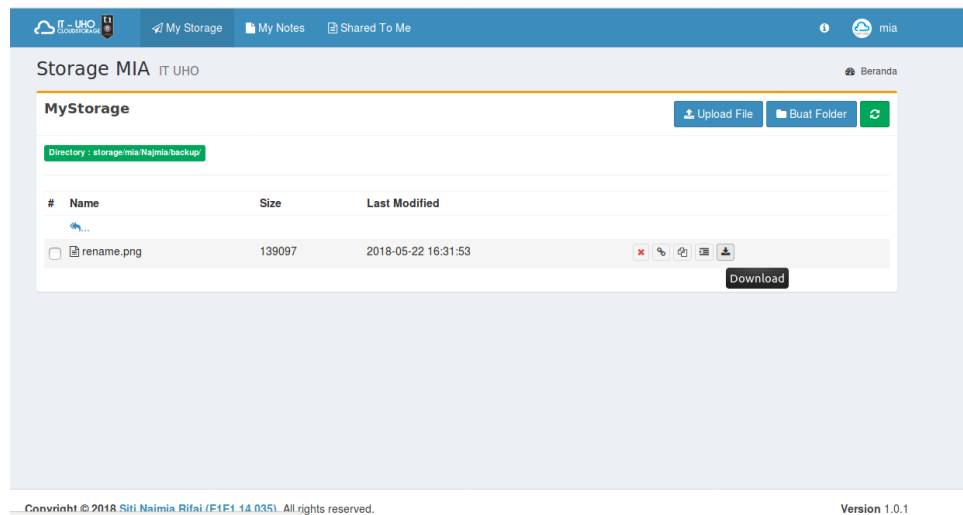 IT - UHO
CLOUDSTORAGE
My Storage
My Notes
Shared To Me
mia
Storage MIA IT UHO
Beranda
MyStorage
Upload File
Buat Folder
Directory : storage/mia/Najmia/backup/
# Name Size Last Modified
...
rename.png 139097 2018-05-22 16:31:53
Download
Copyright © 2018 Siti Najmia Rifai (E1E1 14 035). All rights reserved.
Version 1.0.1